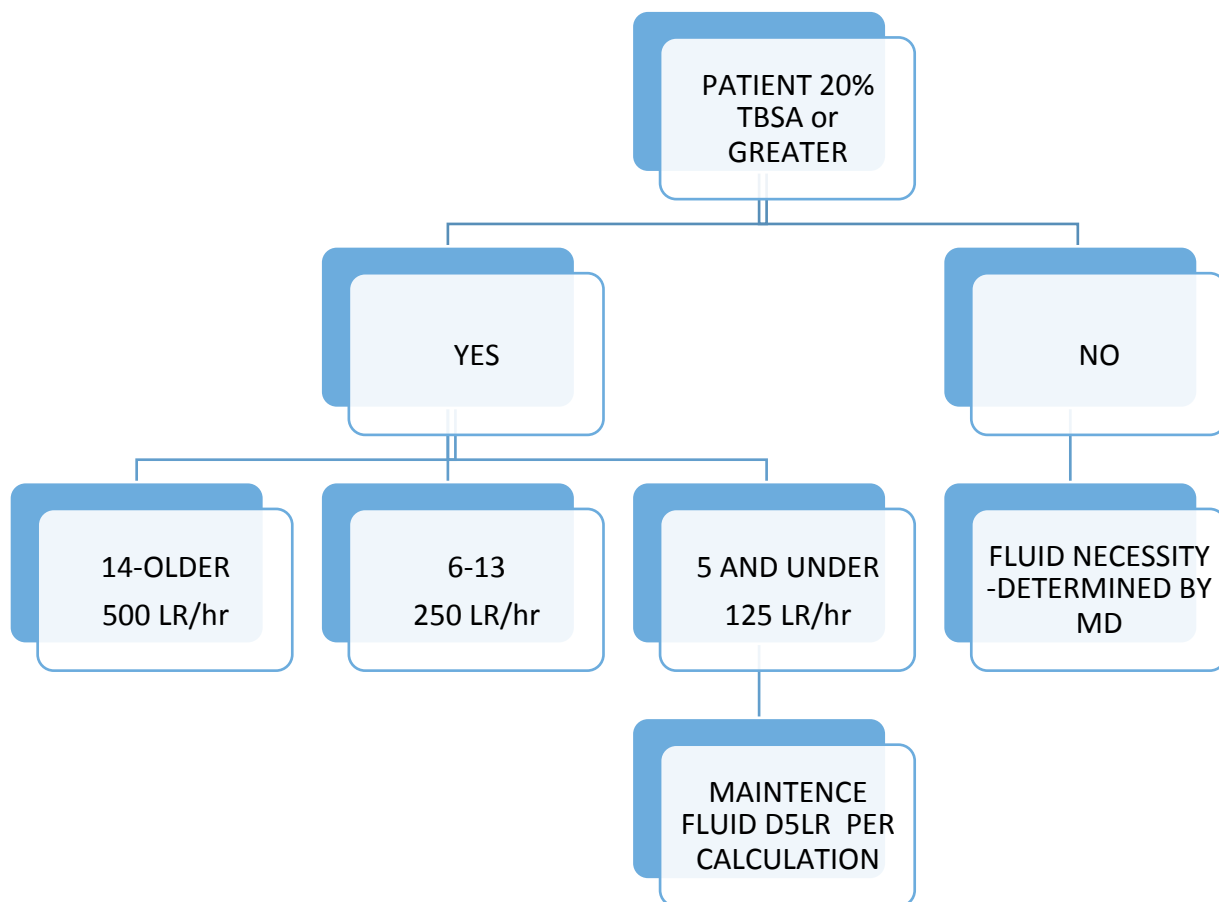 PATIENT 20%
TBSA or
GREATER
YES
NO
14-OLDER
500 LR/hr
6-13
250 LR/hr
5 AND UNDER
125 LR/hr
FLUID NECESSITY
-DETERMINED BY
MD
MAINTENCE
FLUID D5LR PER
CALCULATION